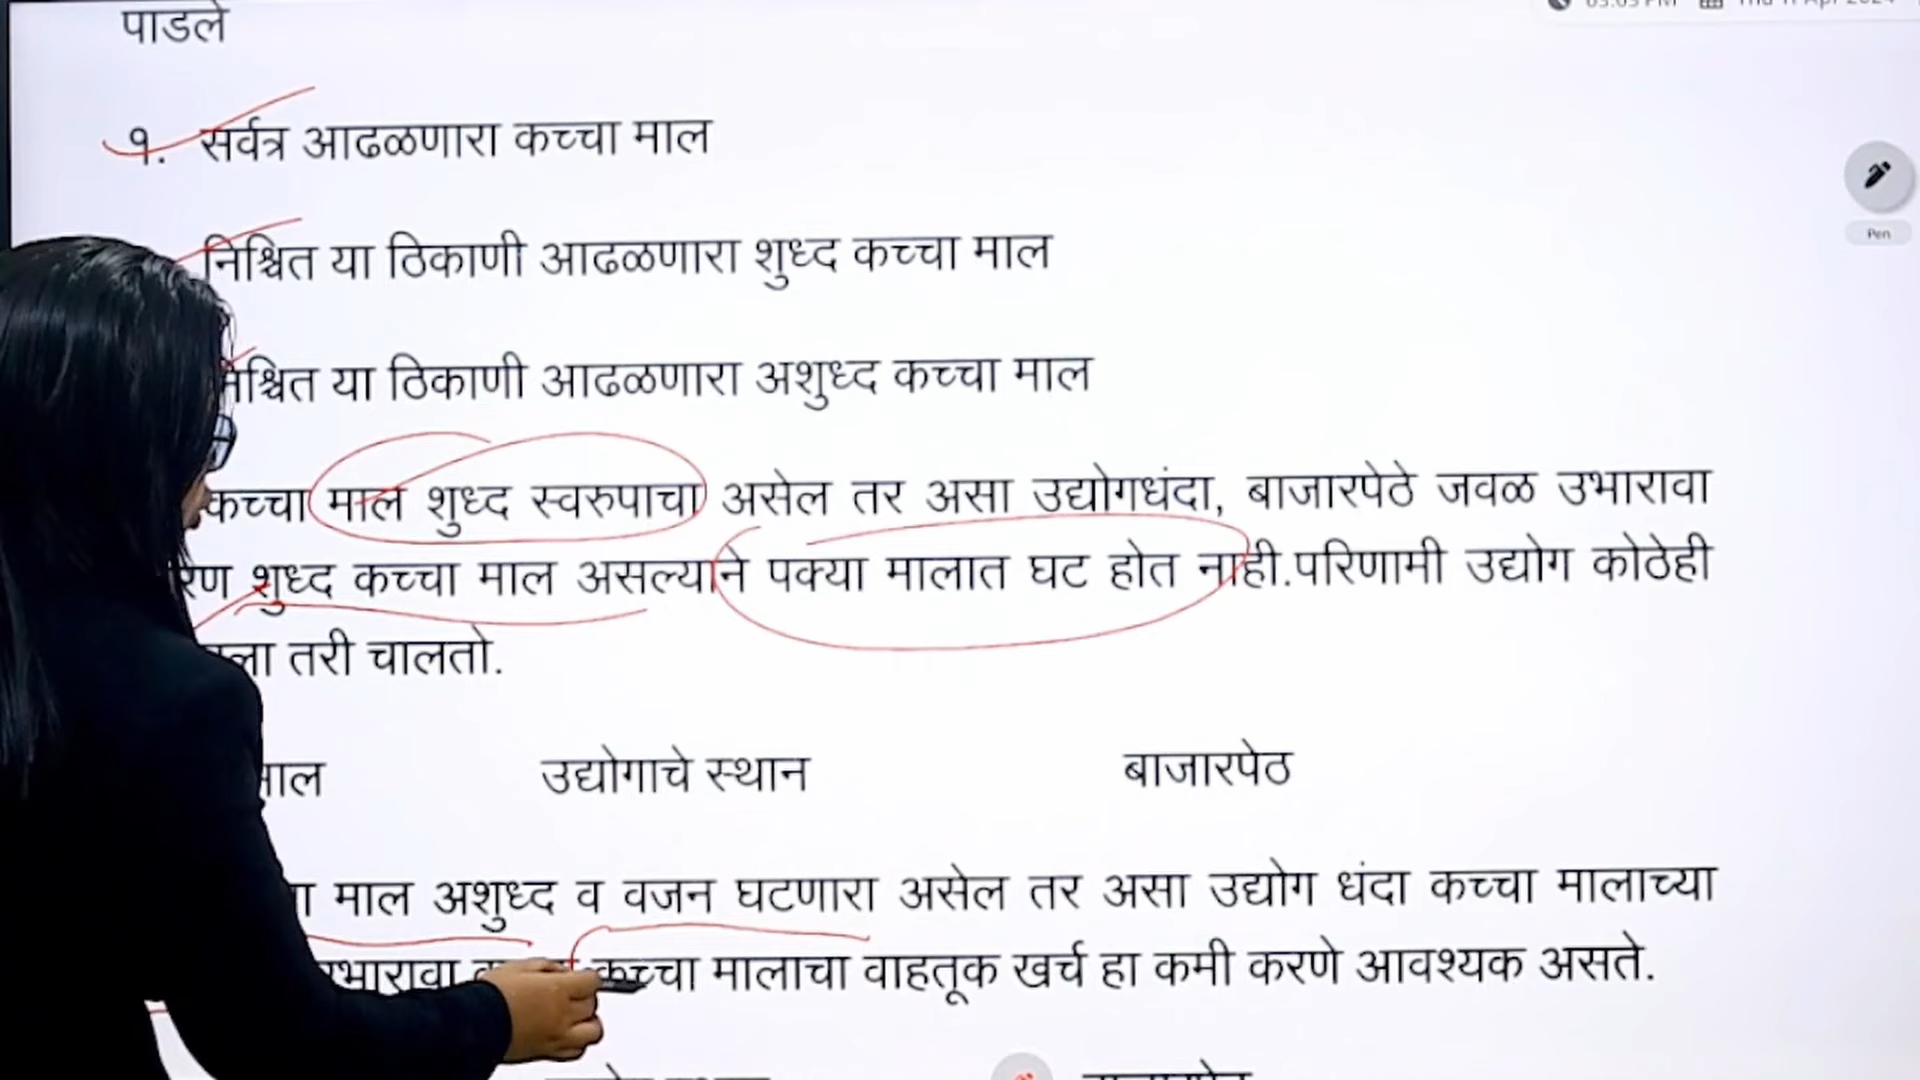 पाडले
१. सर्वत्र आढळणारा कच्चा माल
निश्चित या ठिकाणी आढळणारा शुध्द कच्चा माल
या ठिकाणी आढळणारा अशुध्द कच्चा माल
कच्चा माल शुध्द स्वरुपाचा असेल तर असा उद्योगधंदा, बाजारपेठे जवळ उभारावा
शुध्द कच्चा माल असल्याने पक्या मालात घट होत नाही.परिणामी उद्योग कोठेही
तरी चालतो.
उद्योगाचे स्थान बाजारपेठ
माल अशुध्द व वजन घटणारा असेल तर असा उद्योग धंदा कच्चा मालाच्या
कच्चा मालाचा वाहतूक खर्च हा कमी करणे आवश्यक असते.
Pen